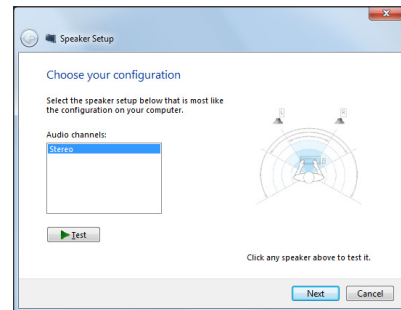 Speaker Setup
Choose your configuration
Select the speaker setup below that is most like
the configuration on your computer.
Audio channels:
Stereo
L
R
Test
Click any speaker above to test it.
Next
Cancel